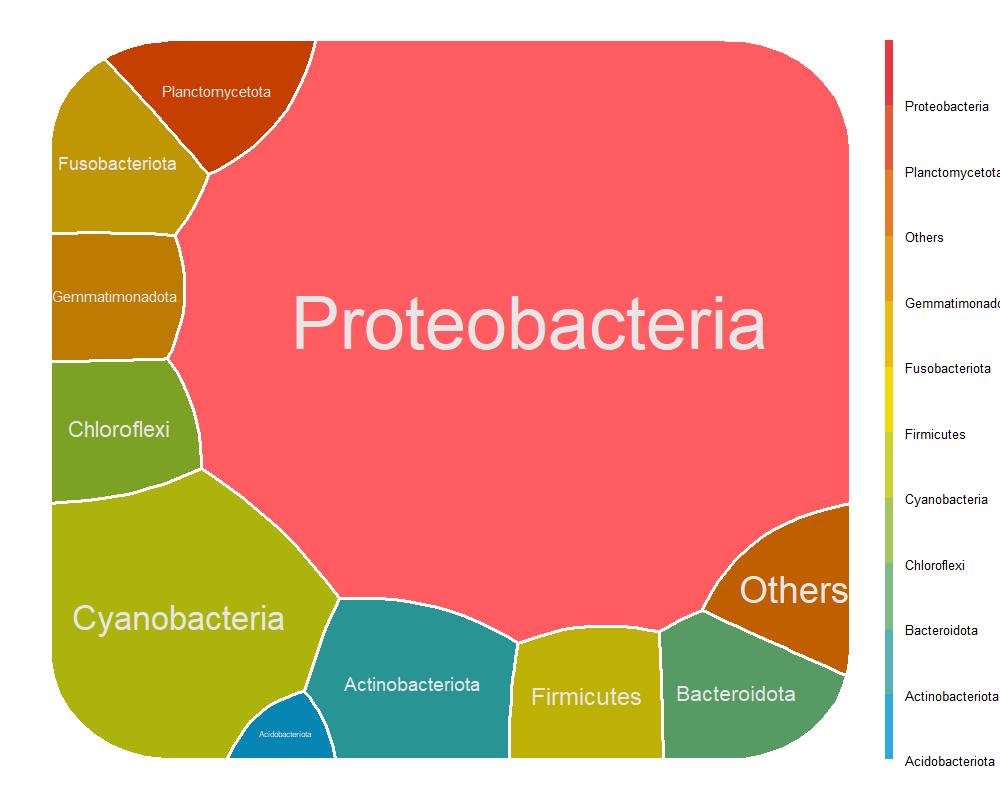 Planctomycetota
Fusobacteriota
Gemmatimonadota
Proteobacteria
Chloroflexi
Cyanobacteria
Others
Actinobacteriota
Firmicutes
Bacteroidota
Acidobacteriota
Proteobacteria
Planctomycetota
Others
Gemmatimonado
Fusobacteriota
Firmicutes
Cyanobacteria
Chloroflexi
Bacteroidota
Actinobacteriota
Acidobacteriota